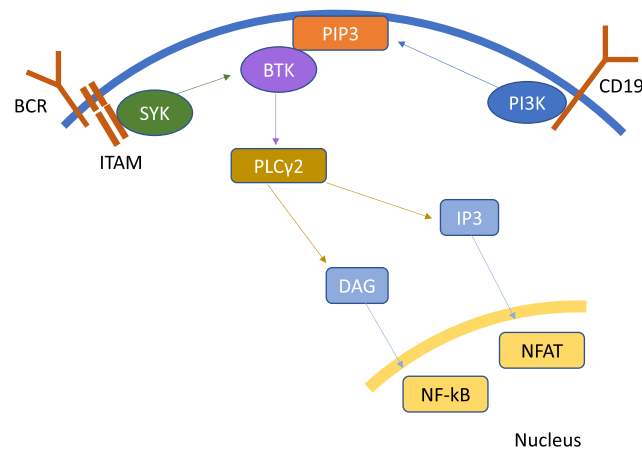 PIP3
BTK
CD19
BCR
SYK
PI3K
ITAM
PLCγ2
IP3
DAG
NFAT
NF-kB
Nucleus